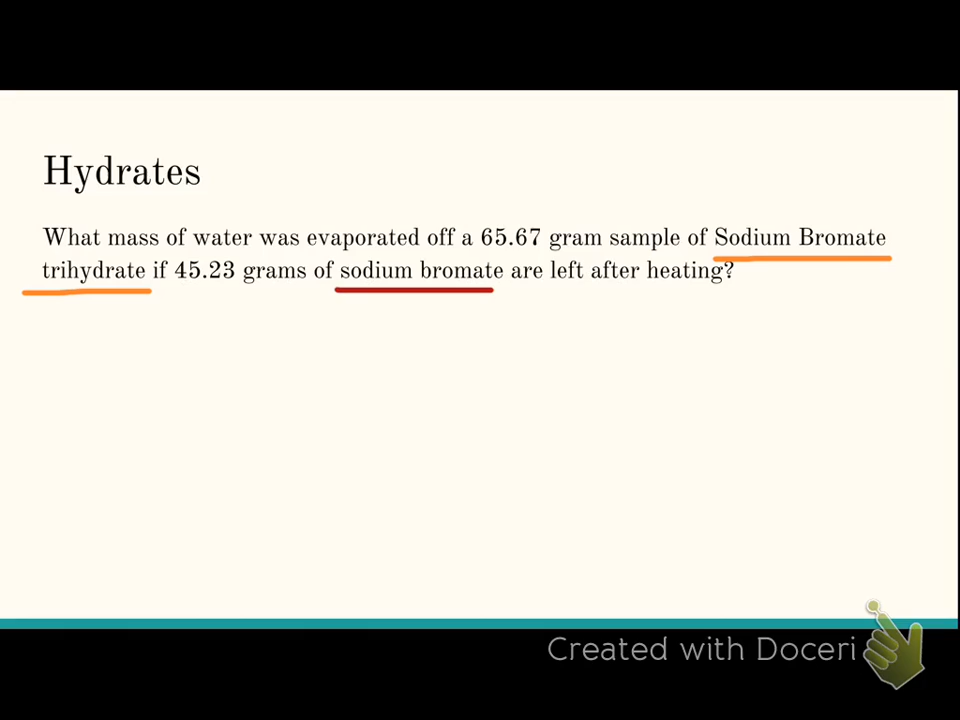 Hydrates
What mass of water was evaporated off a 65.67 gram sample of Sodium Bromate
trihydrate if 45.23 grams of sodium bromate are left after heating?
Created with Doceri